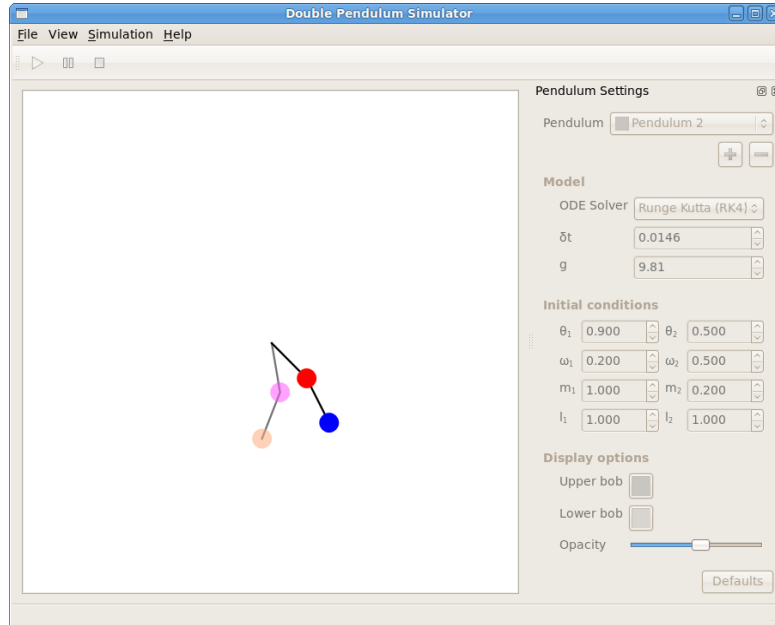 Double Pendulum Simulator
File View Simulation Help
Pendulum Settings
Pendulum Pendulum 2
Model
ODE Solver Runge Kutta (RK4)
δt 0.0146
g 9.81
Initial conditions
θ₁ 0.900 θ₂ 0.500
ω₁ 0.200 ω₂ 0.500
m₁ 1.000 m₂ 0.200
l₁ 1.000 l₂ 1.000
Display options
Upper bob
Lower bob
Opacity
Defaults